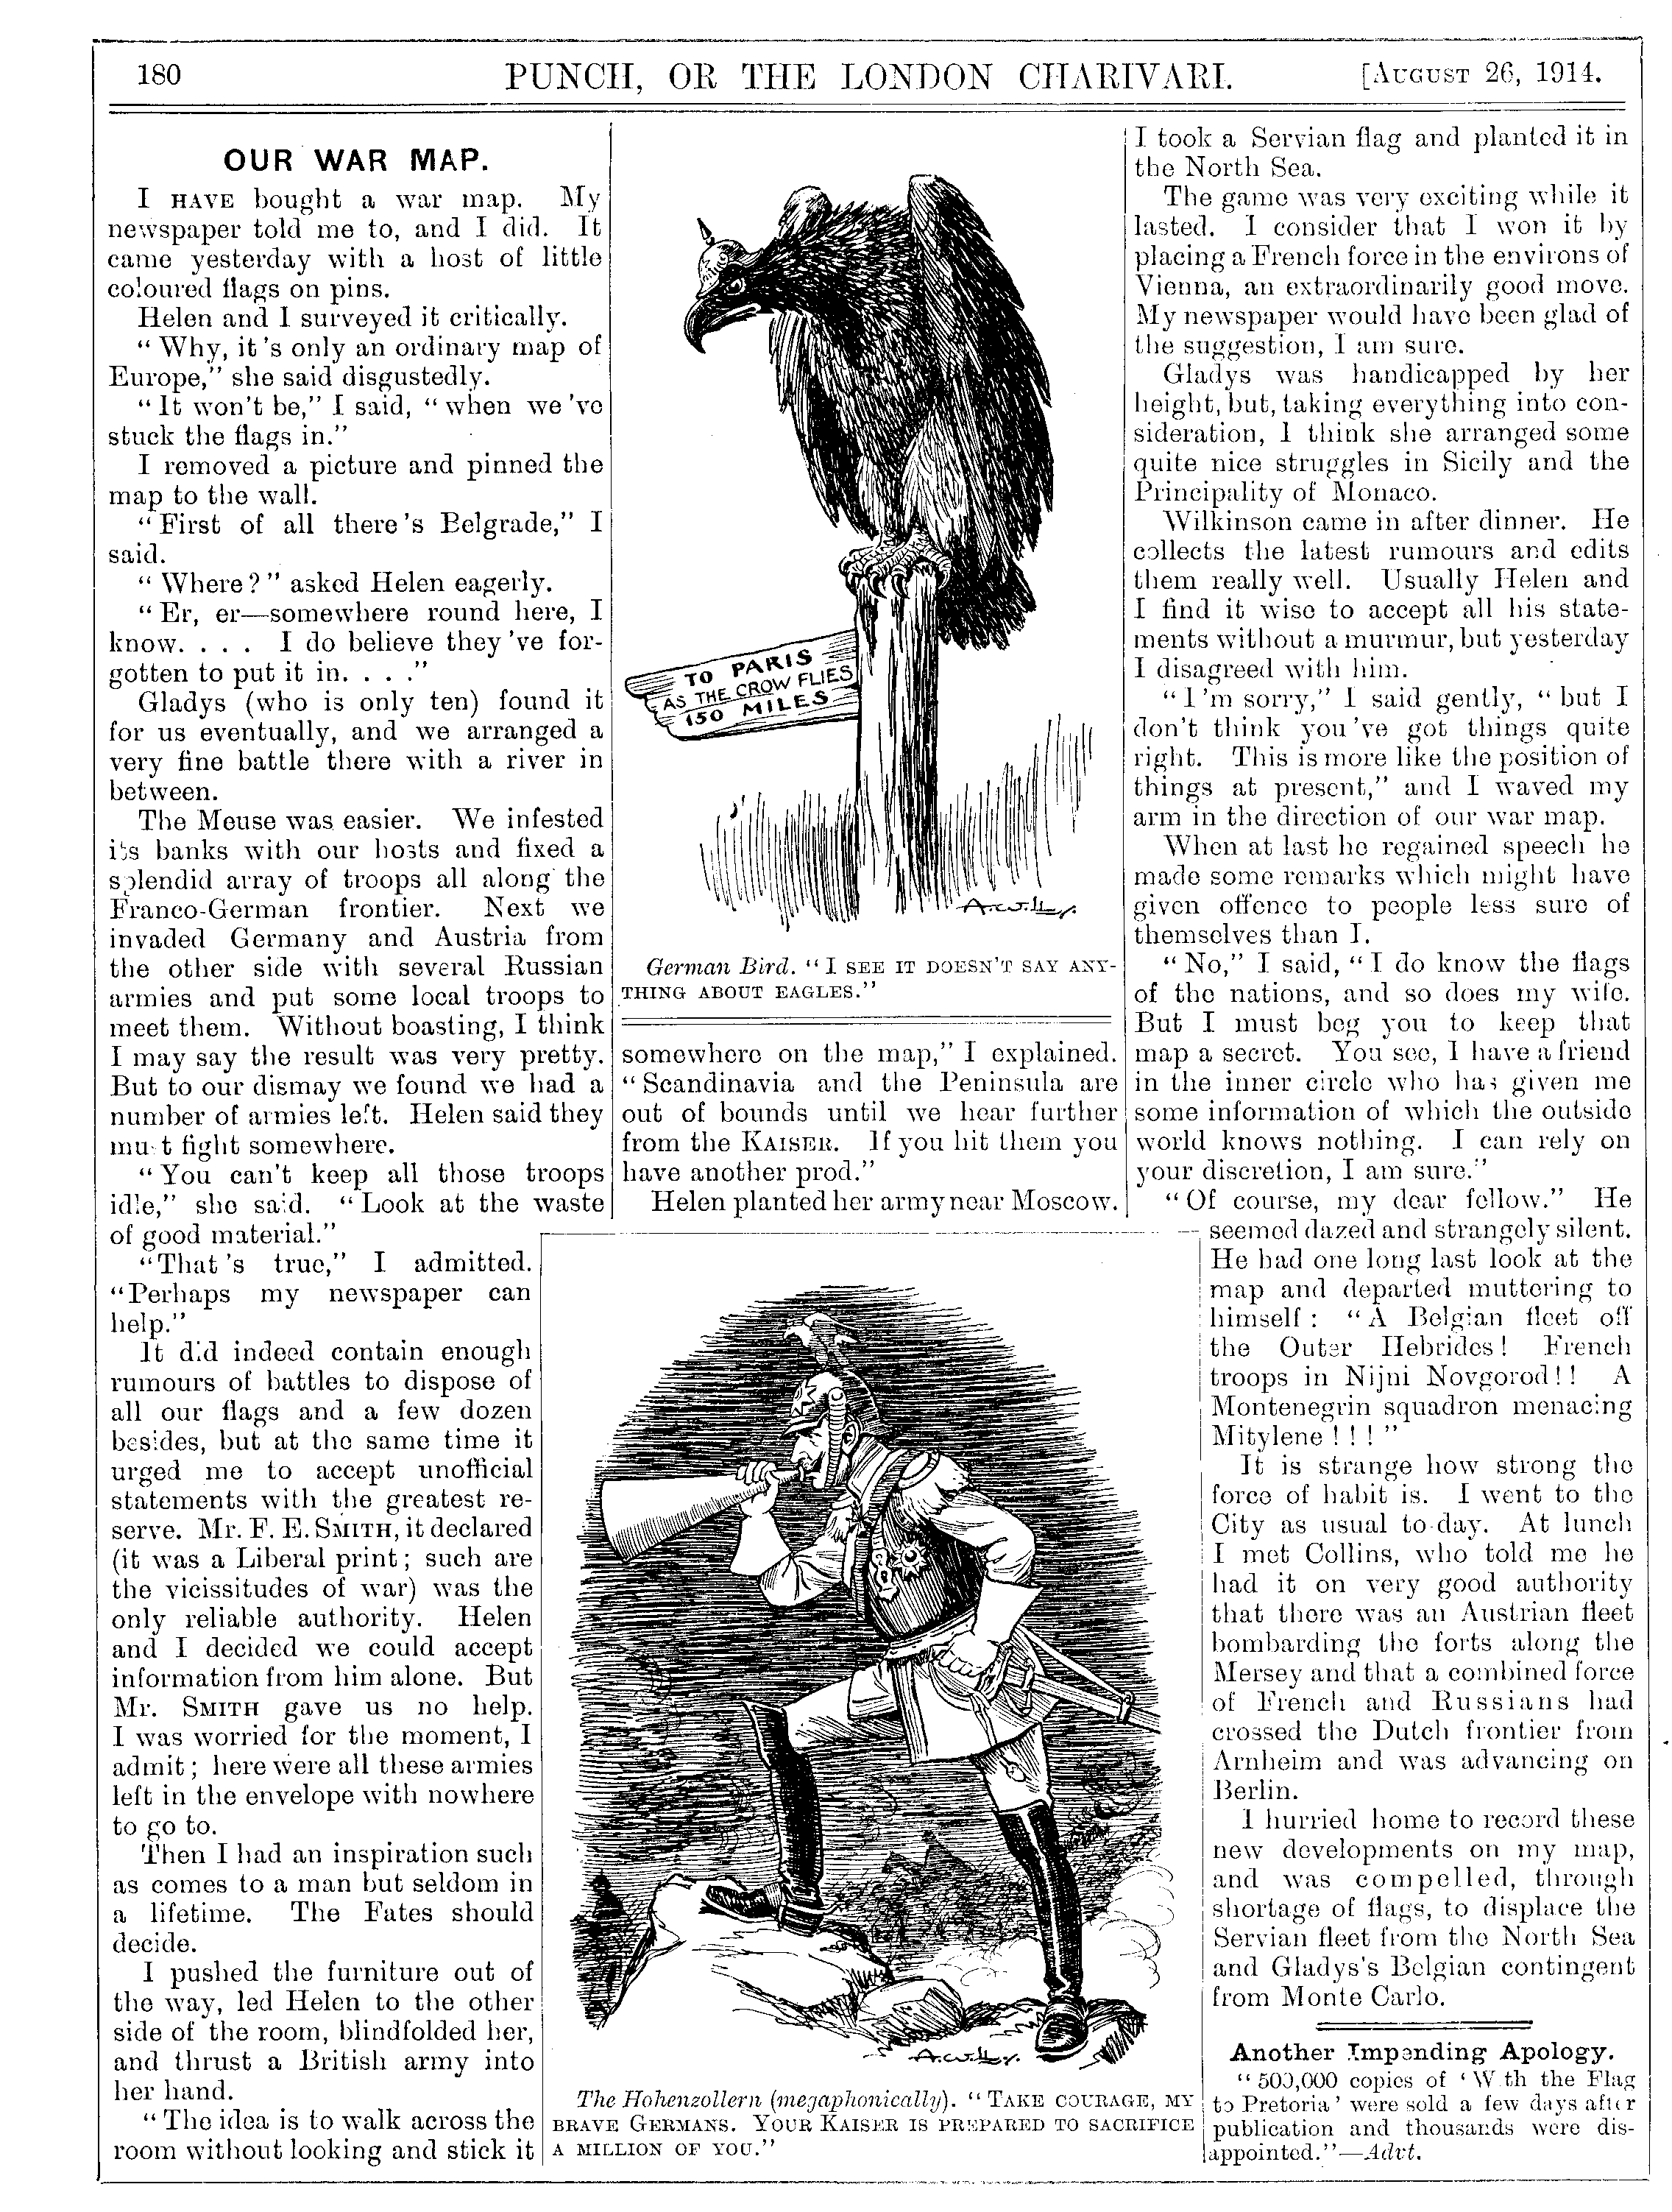 180
PUNCH, OR THE LONDON CHARIVARI.
[AUGUST 26, 1914.
OUR WAR MAP.
I HAVE bought a war map. My
newspaper told me to, and I did. It
came yesterday with a host of little
coloured flags on pins.
Helen and I surveyed it critically.
"Why, it's only an ordinary map of
Europe," she said disgustedly.
"It won't be," I said, "when we've
stuck the flags in."
I removed a picture and pinned the
map to the wall.
"First of all there's Belgrade," I
said.
"Where?" asked Helen eagerly.
"Er, er—somewhere round here, I
know. . . . I do believe they've for-
gotten to put it in. . . ."
Gladys (who is only ten) found it
for us eventually, and we arranged a
very fine battle there with a river in
between.
The Meuse was easier. We infested
its banks with our hosts and fixed a
splendid array of troops all along the
Franco-German frontier. Next we
invaded Germany and Austria from
the other side with several Russian
armies and put some local troops to
meet them. Without boasting, I think
I may say the result was very pretty.
But to our dismay we found we had a
number of armies left. Helen said they
must fight somewhere.
"You can't keep all those troops
idle," she said. "Look at the waste
of good material."
"That's true," I admitted.
"Perhaps my newspaper can
help."
It did indeed contain enough
rumours of battles to dispose of
all our flags and a few dozen
besides, but at the same time it
urged me to accept unofficial
statements with the greatest re-
serve. Mr. F. E. SMITH, it declared
(it was a Liberal print; such are
the vicissitudes of war) was the
only reliable authority. Helen
and I decided we could accept
information from him alone. But
Mr. SMITH gave us no help.
I was worried for the moment, I
admit; here were all these armies
left in the envelope with nowhere
to go to.
Then I had an inspiration such
as comes to a man but seldom in
a lifetime. The Fates should
decide.
I pushed the furniture out of
the way, led Helen to the other
side of the room, blindfolded her,
and thrust a British army into
her hand.
"The idea is to walk across the
room without looking and stick it
TO PARIS
AS THE CROW FLIES
150 MILES
German Bird. "I SEE IT DOESN'T SAY ANY-
THING ABOUT EAGLES."
somewhere on the map," I explained.
"Scandinavia and the Peninsula are
out of bounds until we hear further
from the KAISER. If you hit them you
have another prod."
Helen planted her army near Moscow.
The Hohenzollern (megaphonically). "TAKE COURAGE, MY
BRAVE GERMANS. YOUR KAISER IS PREPARED TO SACRIFICE
A MILLION OF YOU."
I took a Servian flag and planted it in
the North Sea.
The game was very exciting while it
lasted. I consider that I won it by
placing a French force in the environs of
Vienna, an extraordinarily good move.
My newspaper would have been glad of
the suggestion, I am sure.
Gladys was handicapped by her
height, but, taking everything into con-
sideration, I think she arranged some
quite nice struggles in Sicily and the
Principality of Monaco.
Wilkinson came in after dinner. He
collects the latest rumours and edits
them really well. Usually Helen and
I find it wise to accept all his state-
ments without a murmur, but yesterday
I disagreed with him.
"I'm sorry," I said gently, "but I
don't think you've got things quite
right. This is more like the position of
things at present," and I waved my
arm in the direction of our war map.
When at last he regained speech he
made some remarks which might have
given offence to people less sure of
themselves than I.
"No," I said, "I do know the flags
of the nations, and so does my wife.
But I must beg you to keep that
map a secret. You see, I have a friend
in the inner circle who has given me
some information of which the outside
world knows nothing. I can rely on
your discretion, I am sure."
"Of course, my dear fellow." He
seemed dazed and strangely silent.
He had one long last look at the
map and departed muttering to
himself: "A Belgian fleet off
the Outer Hebrides! French
troops in Nijni Novgorod!! A
Montenegrin squadron menacing
Mitylene!!!"
It is strange how strong the
force of habit is. I went to the
City as usual to-day. At lunch
I met Collins, who told me he
had it on very good authority
that there was an Austrian fleet
bombarding the forts along the
Mersey and that a combined force
of French and Russians had
crossed the Dutch frontier from
Arnheim and was advancing on
Berlin.
I hurried home to record these
new developments on my map,
and was compelled, through
shortage of flags, to displace the
Servian fleet from the North Sea
and Gladys's Belgian contingent
from Monte Carlo.
Another Impending Apology.
"500,000 copies of 'With the Flag
to Pretoria' were sold a few days after
publication and thousands were dis-
appointed."—Advt.